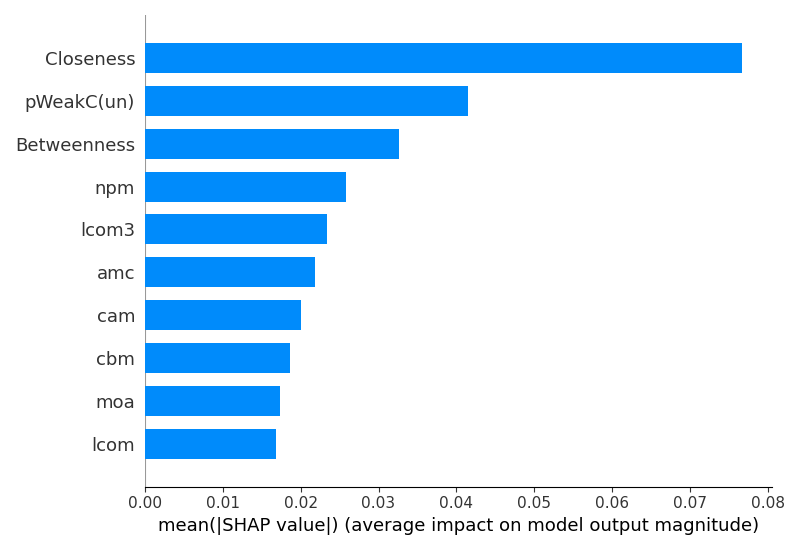 Closeness
pWeakC(un)
Betweenness
npm
lcom3
amc
cam
cbm
moa
lcom
0.00 0.01 0.02 0.03 0.04 0.05 0.06 0.07 0.08
mean(|SHAP value|) (average impact on model output magnitude)